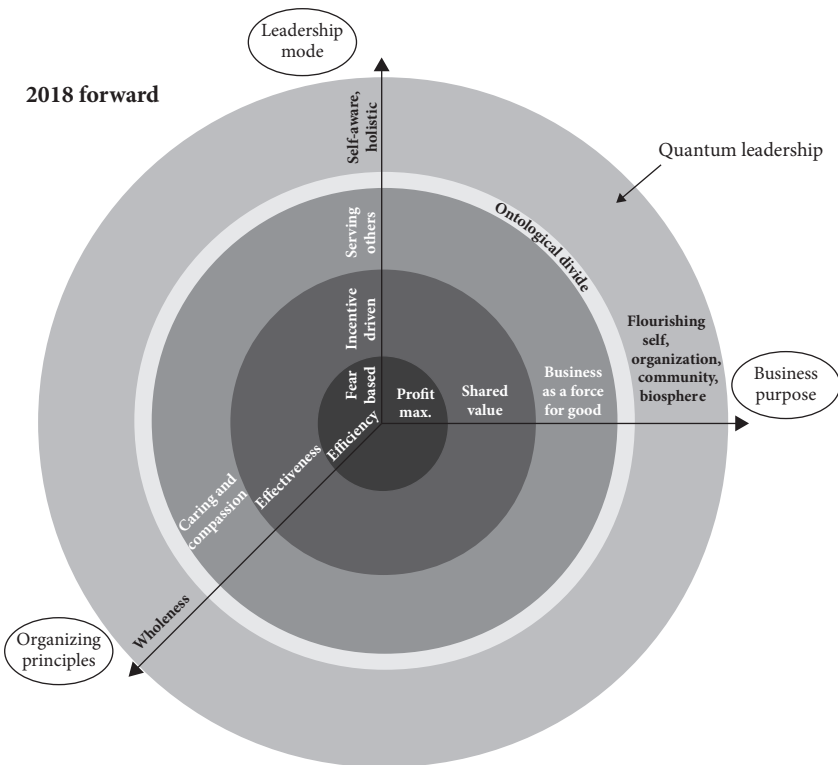 Leadership
mode
2018 forward
Self-aware,
holistic
Quantum leadership
Serving
others
Ontological divide
Incentive
driven
Flourishing
self,
organization,
community,
biosphere
Business
purpose
Fear
based
Profit
max.
Shared
value
Business
as a force
for good
Efficiency
Effectiveness
Caring and
compassion
Wholeness
Organizing
principles